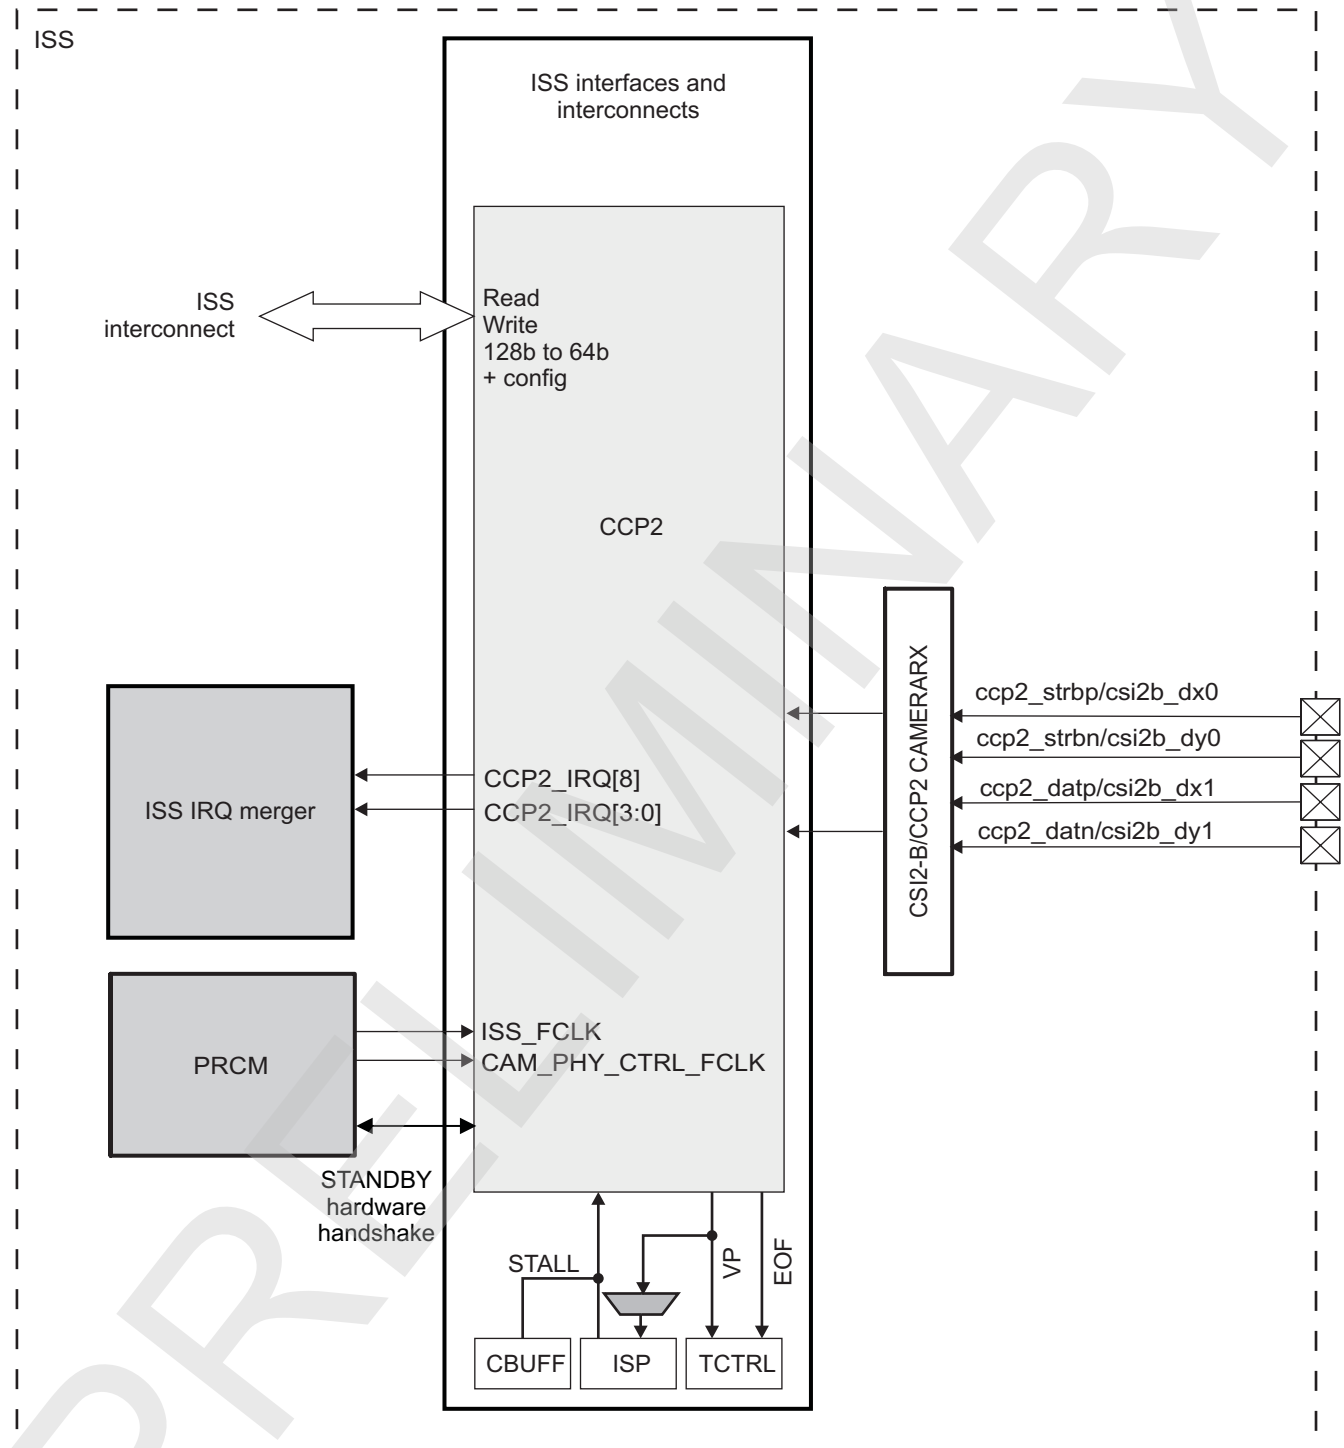 ISS
ISS interfaces and
interconnects
ISS
interconnect
Read
Write
128b to 64b
+ config
CCP2
CSI2-B/CCP2 CAMERARX
ccp2_strbp/csi2b_dx0
ccp2_strbn/csi2b_dy0
ccp2_datp/csi2b_dx1
ccp2_datn/csi2b_dy1
ISS IRQ merger
CCP2_IRQ[8]
CCP2_IRQ[3:0]
PRCM
ISS_FCLK
CAM_PHY_CTRL_FCLK
STANDBY
hardware
handshake
STALL
VP
EOF
CBUFF
ISP
TCTRL
PRELIMINARY